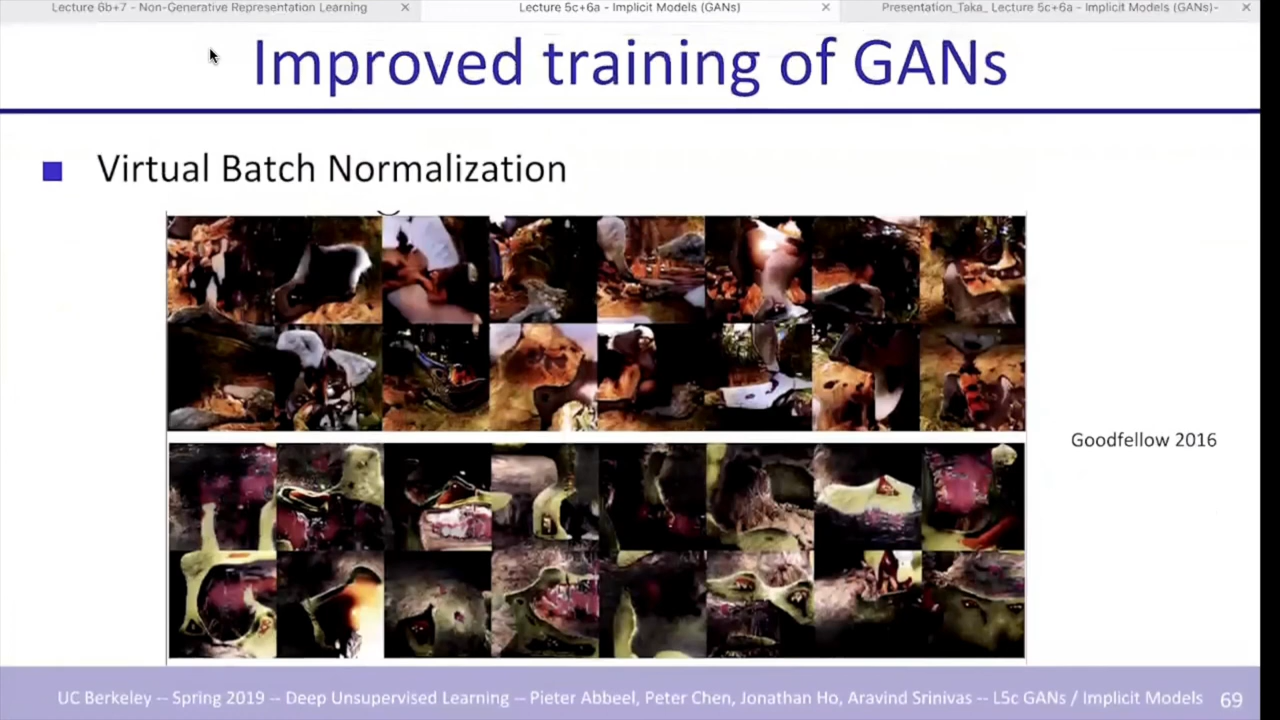 Lecture 6b+7 - Non-Generative Representation Learning
Lecture 5c+6a - Implicit Models (GANs)
Presentation_Taka_ Lecture 5c+6a - Implicit Models (GANs)-
Improved training of GANs
Virtual Batch Normalization
Goodfellow 2016
UC Berkeley -- Spring 2019 -- Deep Unsupervised Learning -- Pieter Abbeel, Peter Chen, Jonathan Ho, Aravind Srinivas -- L5c GANs / Implicit Models 69